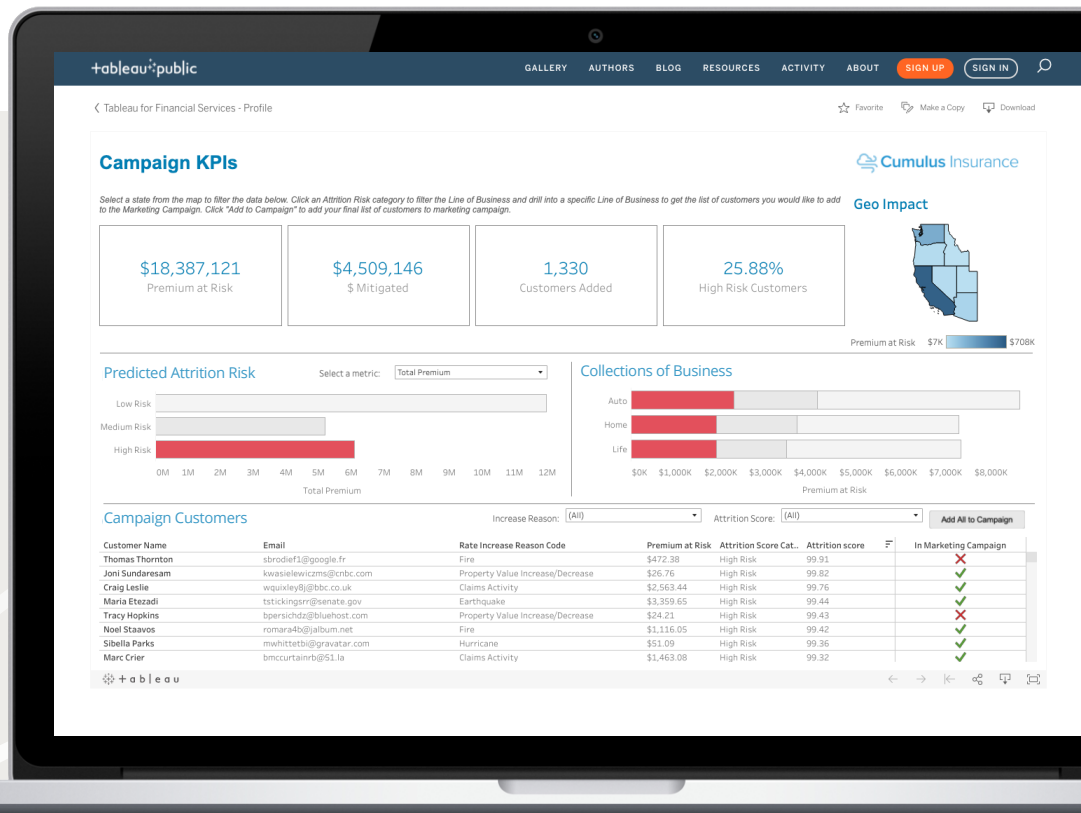 +ableau public
GALLERY AUTHORS BLOG RESOURCES ACTIVITY ABOUT SIGN UP SIGN IN
Tableau for Financial Services - Profile
Favorite Make a Copy Download
Campaign KPIs
Cumulus Insurance
Select a state from the map to filter the data below. Click an Attrition Risk category to filter the Line of Business and drill into a specific Line of Business to get the list of customers you would like to add
to the Marketing Campaign. Click "Add to Campaign" to add your final list of customers to marketing campaign.
Geo Impact
$18,387,121 $4,509,146 1,330 25.88%
Premium at Risk $ Mitigated Customers Added High Risk Customers
Premium at Risk $7K $708K
Predicted Attrition Risk Select a metric: Total Premium
Low Risk
Medium Risk
High Risk
0M 1M 2M 3M 4M 5M 6M 7M 8M 9M 10M 11M 12M
Total Premium
Collections of Business
Auto
Home
Life
$0K $1,000K $2,000K $3,000K $4,000K $5,000K $6,000K $7,000K $8,000K
Premium at Risk
Campaign Customers Increase Reason: (All) Attrition Score: (All) Add All to Campaign
Customer Name Email Rate Increase Reason Code Premium at Risk Attrition Score Cat.. Attrition score In Marketing Campaign
Thomas Thornton sbrodief1@google.fr Fire $472.38 High Risk 99.91
Joni Sundaresam kwasielewiczms@cnbc.com Property Value Increase/Decrease $26.76 High Risk 99.82
Craig Leslie wquixley8j@bbc.co.uk Claims Activity $2,563.44 High Risk 99.76
Maria Etezadi tstickingsrr@senate.gov Earthquake $3,359.65 High Risk 99.44
Tracy Hopkins bpersichdz@bluehost.com Property Value Increase/Decrease $24.21 High Risk 99.43
Noel Staavos romara4b@jalbum.net Fire $1,116.05 High Risk 99.42
Sibella Parks mwhittetbi@gravatar.com Hurricane $51.09 High Risk 99.36
Marc Crier bmccurtainrb@51.la Claims Activity $1,463.08 High Risk 99.32
+ a b | e a u